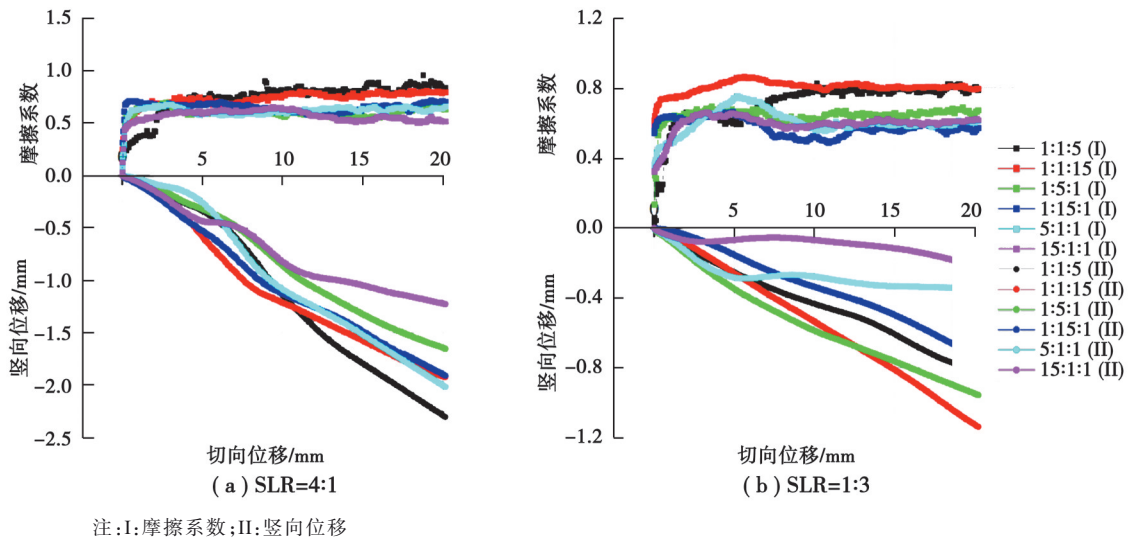 1.5
1.0
0.5
0.0
-0.5
-1.0
-1.5
-2.0
-2.5
摩擦系数
竖向位移/mm
5
10
15
20
切向位移/mm
(a) SLR=4:1
1.2
0.8
0.4
0.0
-0.4
-0.8
-1.2
摩擦系数
竖向位移/mm
5
10
15
20
切向位移/mm
(b) SLR=1:3
1:1:5 (I)
1:1:15 (I)
1:5:1 (I)
1:15:1 (I)
5:1:1 (I)
15:1:1 (I)
1:1:5 (II)
1:1:15 (II)
1:5:1 (II)
1:15:1 (II)
5:1:1 (II)
15:1:1 (II)
注:I:摩擦系数;II:竖向位移